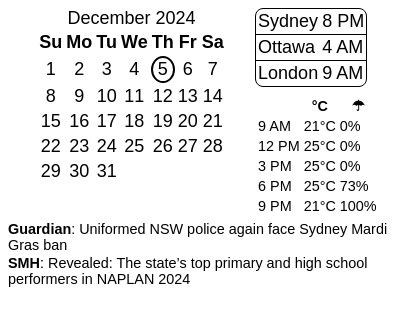 December 2024
Su Mo Tu We Th Fr Sa
1 2 3 4 5 6 7
8 9 10 11 12 13 14
15 16 17 18 19 20 21
22 23 24 25 26 27 28
29 30 31
Sydney 8 PM
Ottawa 4 AM
London 9 AM
°C ☂
9 AM 21°C 0%
12 PM 25°C 0%
3 PM 25°C 0%
6 PM 25°C 73%
9 PM 21°C 100%
Guardian: Uniformed NSW police again face Sydney Mardi
Gras ban
SMH: Revealed: The state's top primary and high school
performers in NAPLAN 2024